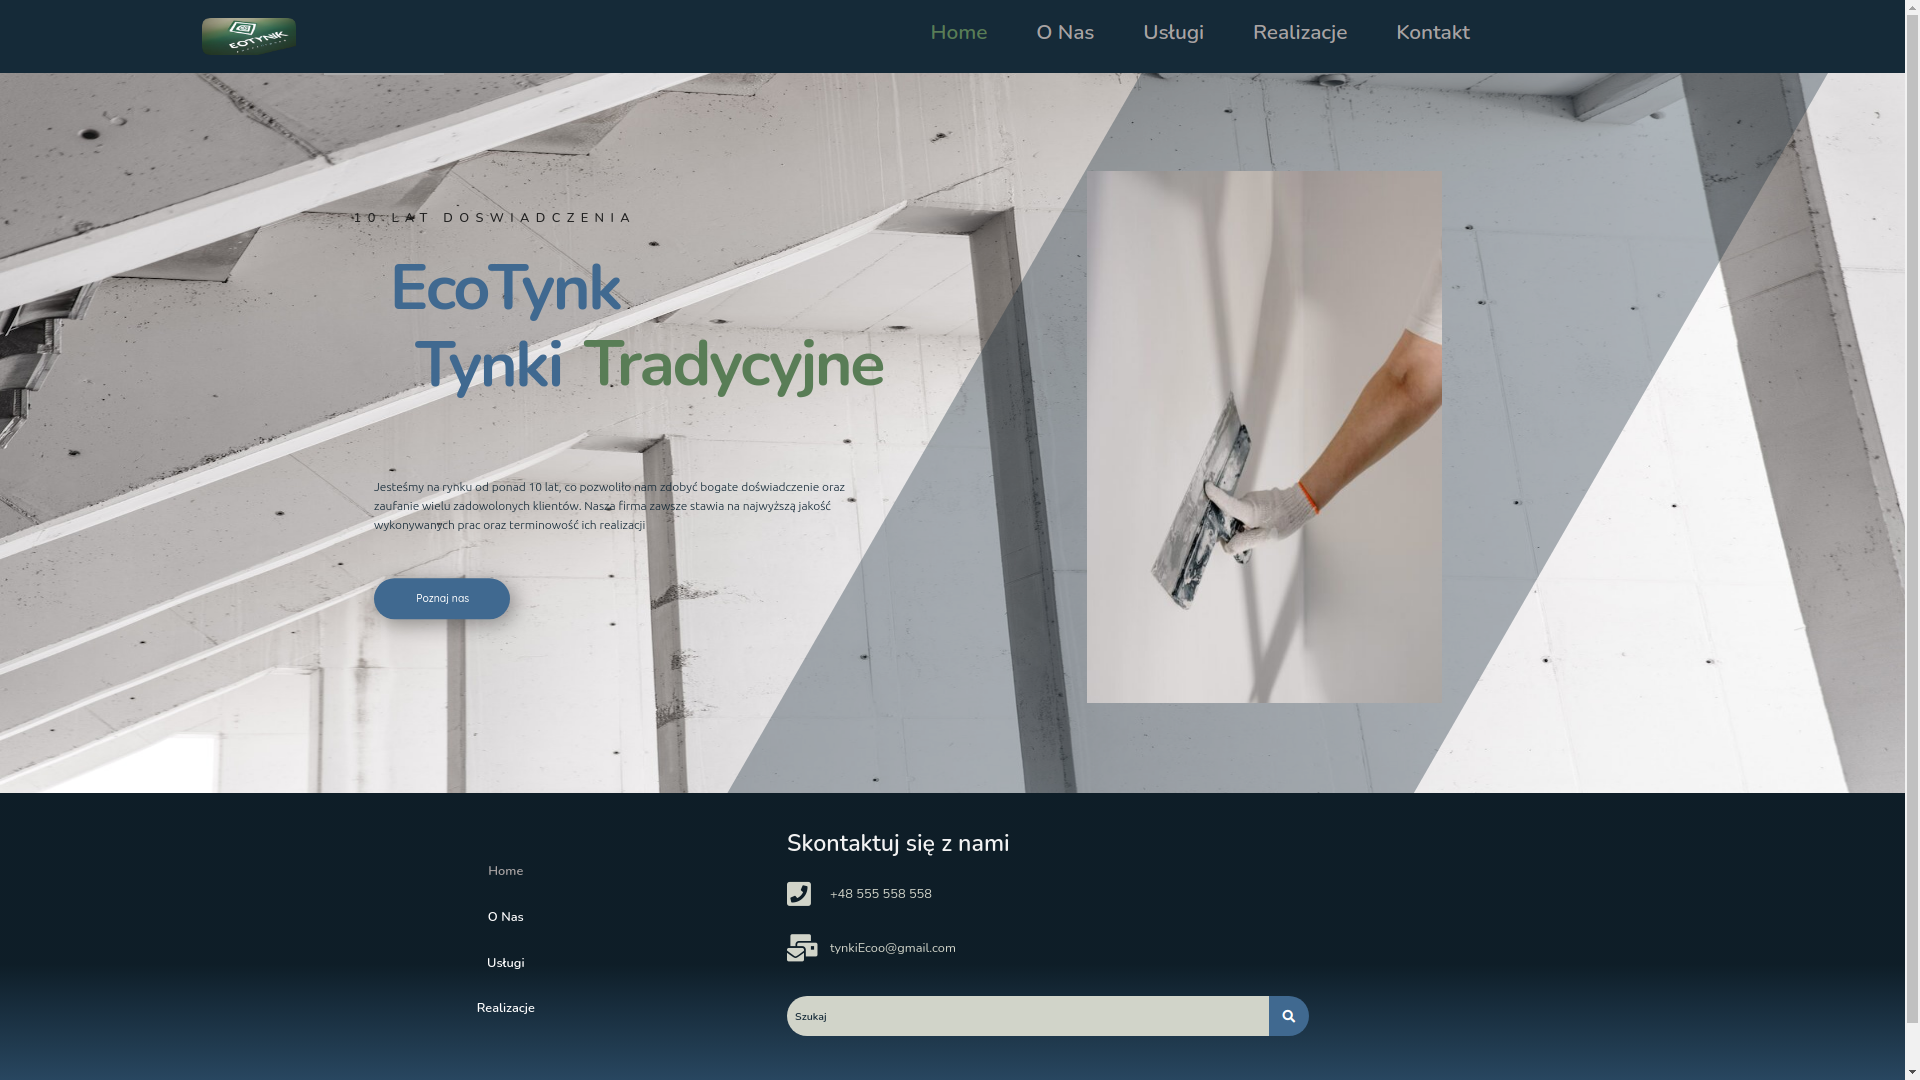 EOTYNIK
Home
O Nas
Usługi
Realizacje
Kontakt
10 LAT DOSWIADCZENIA
EcoTynk
Tynki Tradycyjne
Jesteśmy na rynku od ponad 10 lat, co pozwoliło nam zdobyć bogate doświadczenie oraz
zaufanie wielu zadowolonych klientów. Nasza firma zawsze stawia na najwyższą jakość
wykonywanych prac oraz terminowość ich realizacji
Poznaj nas
Home
O Nas
Usługi
Realizacje
Skontaktuj się z nami
+48 555 558 558
tynkiEcoo@gmail.com
Szukaj